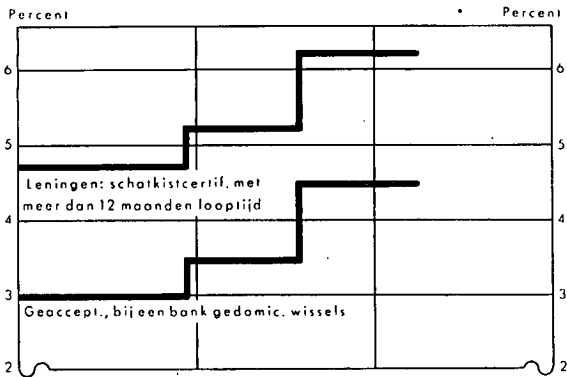 Percent Percent
6 6
5 5
Leningen: schatkistcertif. met
meer dan 12 maanden looptijd
4 4
3 3
Geaccept., bij een bank gedomic. wissels
2 2